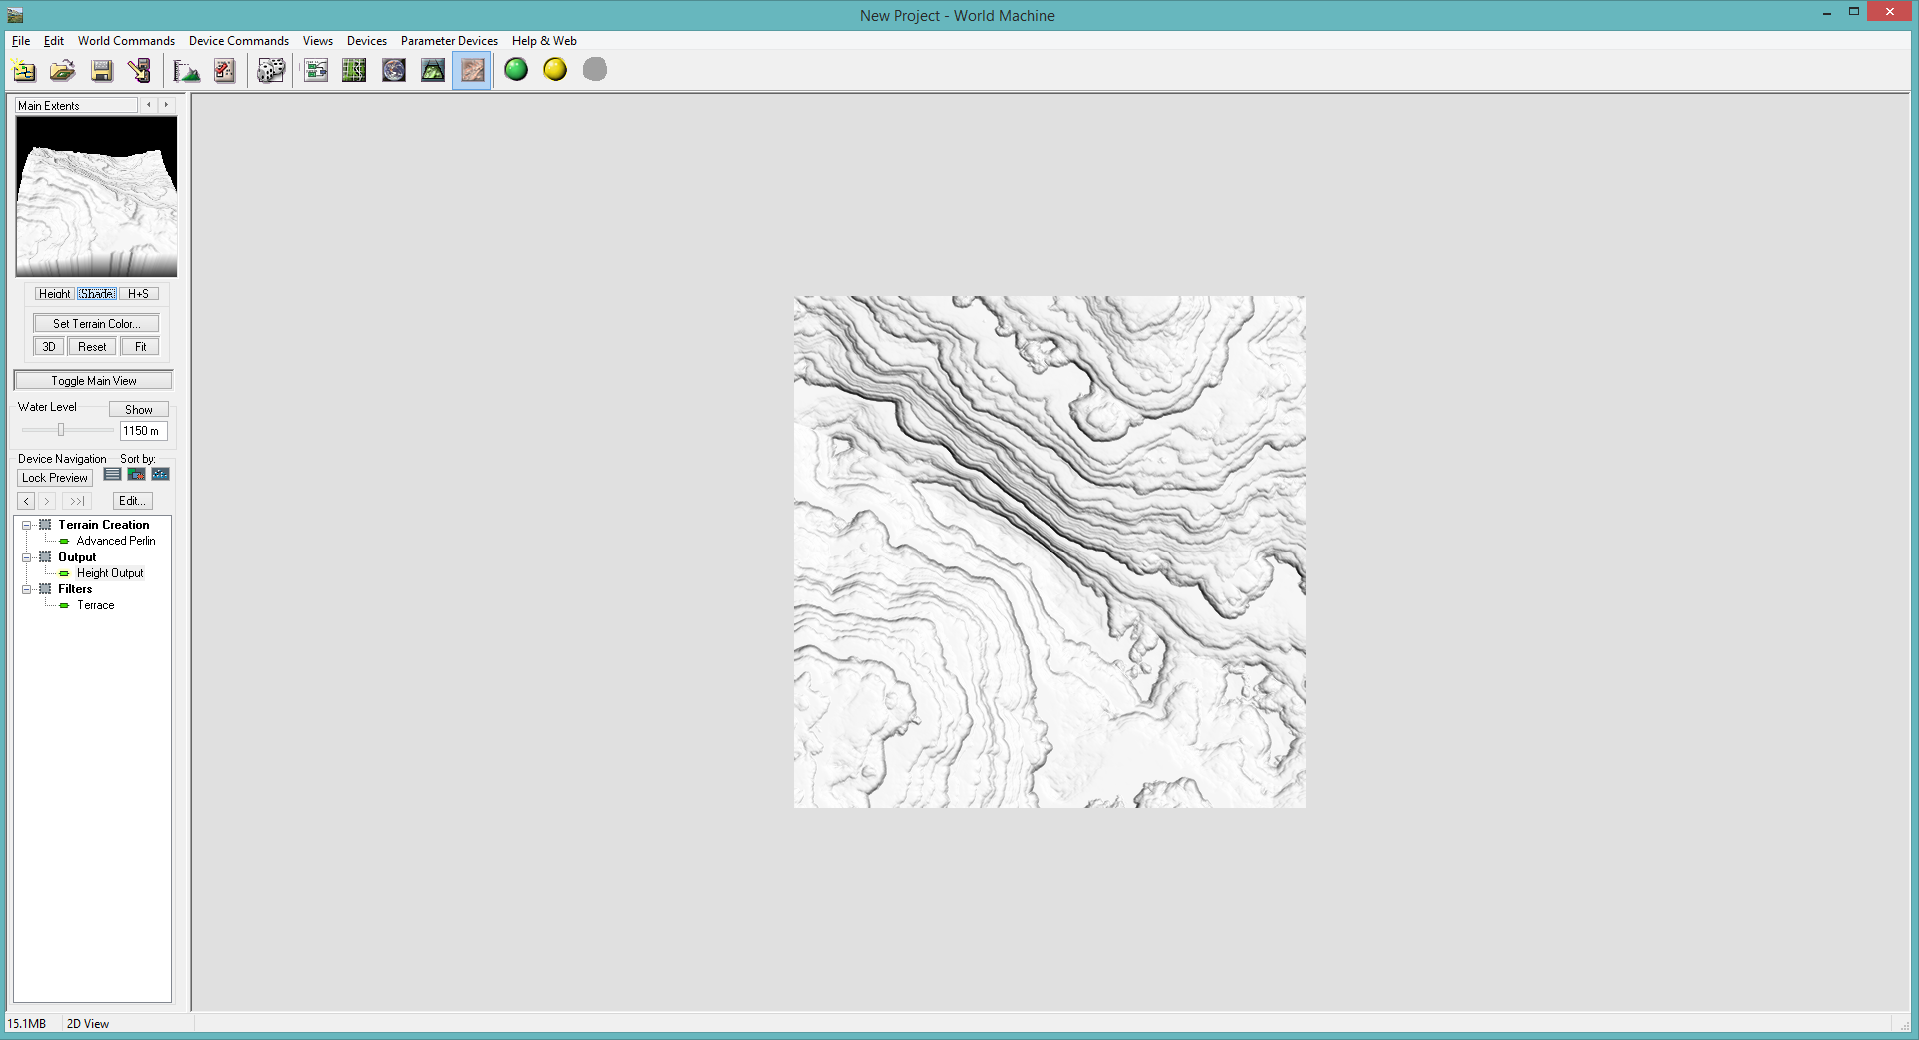 New Project - World Machine
File Edit World Commands Device Commands Views Devices Parameter Devices Help & Web
Main Extents
Height Shade H+S
Set Terrain Color...
3D Reset Fit
Toggle Main View
Water Level Show
1150 m
Device Navigation Sort by:
Lock Preview
< > >>| Edit...
Terrain Creation
Advanced Perlin
Output
Height Output
Filters
Terrace
15.1MB 2D View